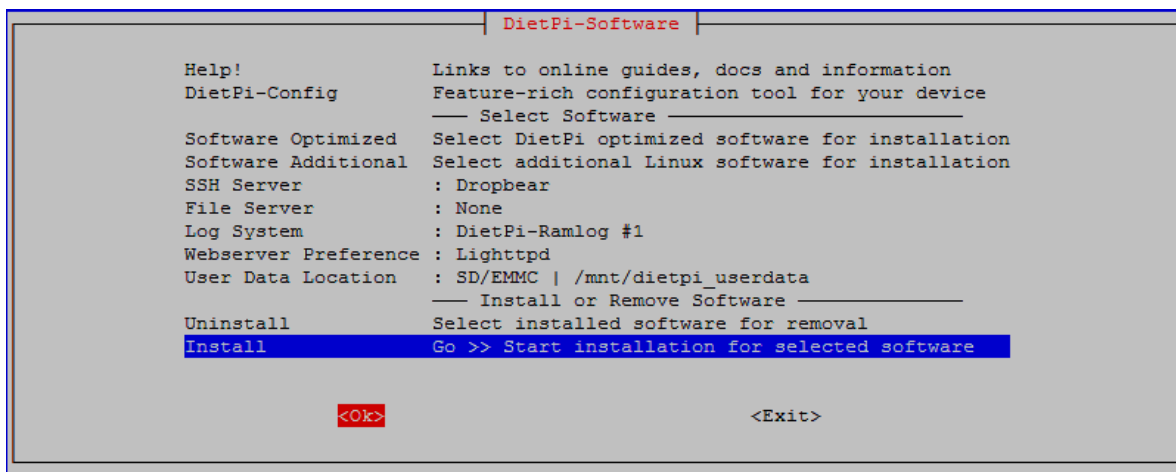 DietPi-Software
Help! Links to online guides, docs and information
DietPi-Config Feature-rich configuration tool for your device
Select Software
Software Optimized Select DietPi optimized software for installation
Software Additional Select additional Linux software for installation
SSH Server : Dropbear
File Server : None
Log System : DietPi-Ramlog #1
Webserver Preference : Lighttpd
User Data Location : SD/EMMC | /mnt/dietpi_userdata
Install or Remove Software
Uninstall Select installed software for removal
Install Go >> Start installation for selected software
<Ok> <Exit>